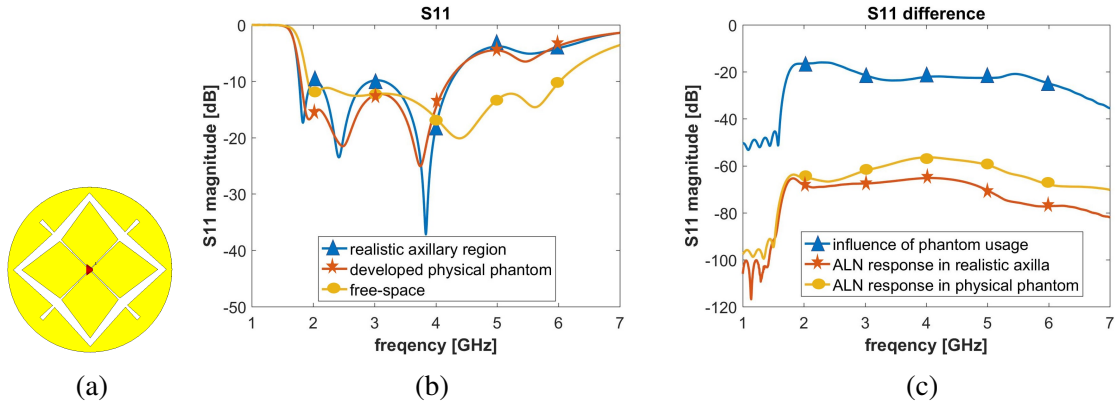 S11
0
-10
-20
-30
-40
-50
S11 magnitude [dB]
realistic axillary region
developed physical phantom
free-space
1 2 3 4 5 6 7
freqency [GHz]
S11 difference
0
-20
-40
-60
-80
-100
-120
S11 magnitude [dB]
influence of phantom usage
ALN response in realistic axilla
ALN response in physical phantom
1 2 3 4 5 6 7
freqency [GHz]
(a) (b) (c)